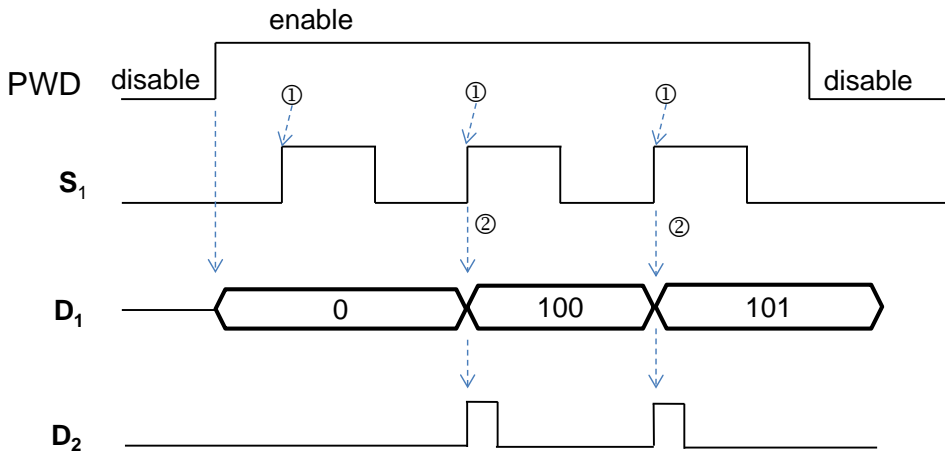 enable
disable
PWD
disable
①
①
①
S₁
②
②
D₁
0
100
101
D₂